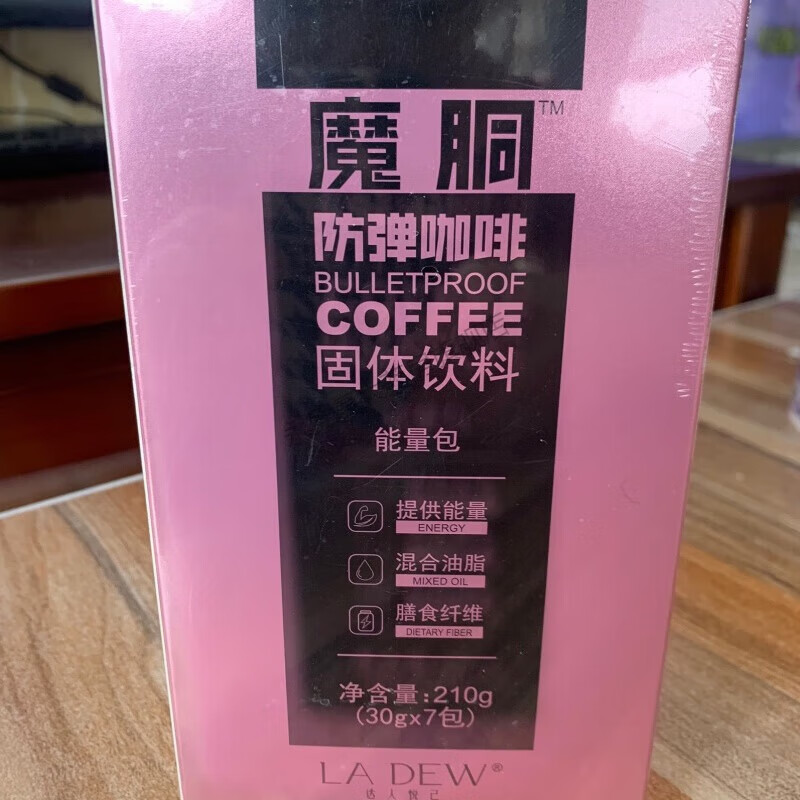 魔胴™
防弹咖啡
BULLETPROOF
COFFEE
固体饮料
能量包
提供能量
ENERGY
混合油脂
MIXED OIL
膳食纤维
DIETARY FIBER
净含量:210g
(30gx7包)
LA DEW®
达人悦己